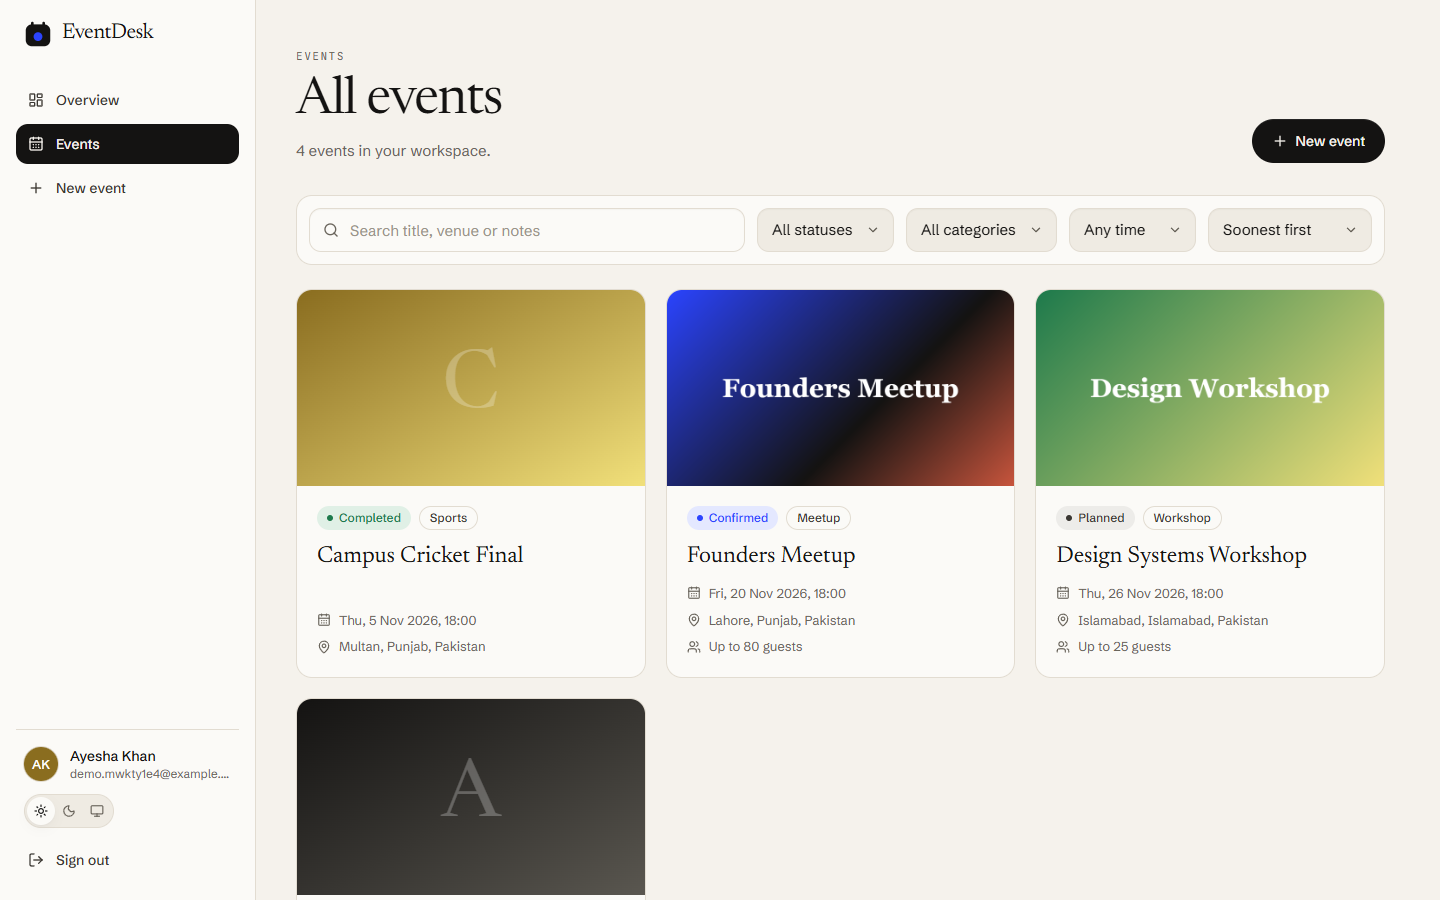 EventDesk
Overview
Events
New event
Ayesha Khan
demo.mwkty1e4@example....
Sign out
EVENTS
All events
4 events in your workspace.
New event
Search title, venue or notes
All statuses
All categories
Any time
Soonest first
C
Completed
Sports
Campus Cricket Final
Thu, 5 Nov 2026, 18:00
Multan, Punjab, Pakistan
Founders Meetup
Confirmed
Meetup
Founders Meetup
Fri, 20 Nov 2026, 18:00
Lahore, Punjab, Pakistan
Up to 80 guests
Design Workshop
Planned
Workshop
Design Systems Workshop
Thu, 26 Nov 2026, 18:00
Islamabad, Islamabad, Pakistan
Up to 25 guests
A
AK